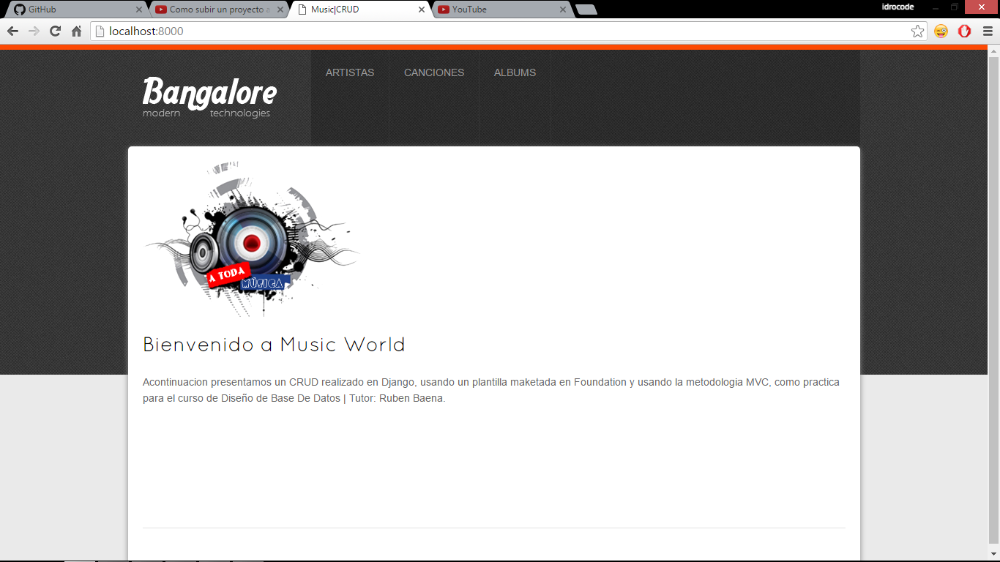 GitHub
Como subir un proyecto a
Music|CRUD
YouTube
idrocode
localhost:8000
ARTISTAS
CANCIONES
ALBUMS
Bangalore
modern technologies
A TODA
MÚSICA
Bienvenido a Music World
Acontinuacion presentamos un CRUD realizado en Django, usando un plantilla maketada en Foundation y usando la metodologia MVC, como practica
para el curso de Diseño de Base De Datos | Tutor: Ruben Baena.